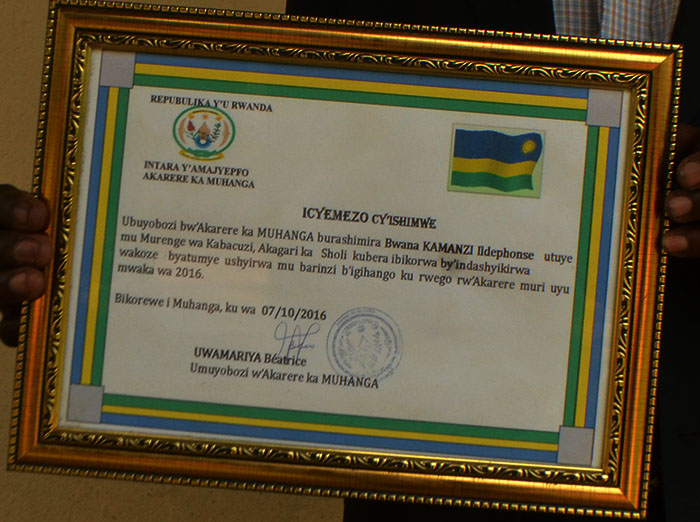 REPUBULIKA Y'U RWANDA
INTARA Y'AMAJYEPFO
AKARERE KA MUHANGA
ICYEMEZO CY'ISHIMWE
Ubuyobozi bw'Akarere ka MUHANGA burashimira Bwana KAMANZI Ildephonse utuye
mu Murenge wa Kabacuzi, Akagari ka Sholi kubera ibikorwa by'indashyikirwa
wakoze byatumye ushyirwa mu barinzi b'igihango ku rwego rw'Akarere muri uyu
mwaka wa 2016.
Bikorewe i Muhanga, ku wa 07/10/2016
UWAMARIYA Béatrice
Umuyobozi w'Akarere ka MUHANGA